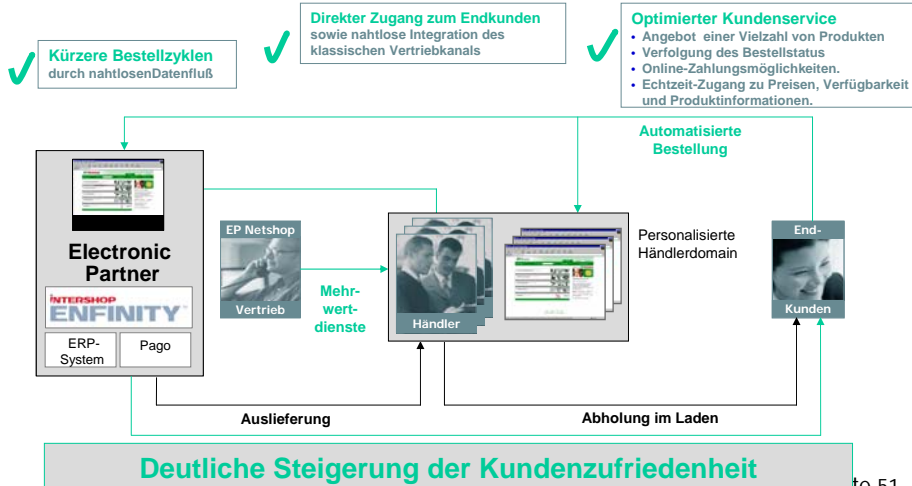 Kürzere Bestellzyklen
durch nahtlosenDatenfluß
Direkter Zugang zum Endkunden
sowie nahtlose Integration des
klassischen Vertriebkanals
Optimierter Kundenservice
• Angebot einer Vielzahl von Produkten
• Verfolgung des Bestellstatus
• Online-Zahlungsmöglichkeiten.
• Echtzeit-Zugang zu Preisen, Verfügbarkeit
und Produktinformationen.
Automatisierte
Bestellung
Electronic
Partner
INTERSHOP
ENFINITY™
ERP-
System
Pago
EP Netshop
Vertrieb
Mehr-
wert-
dienste
Händler
Personalisierte
Händlerdomain
End-
Kunden
Auslieferung
Abholung im Laden
Deutliche Steigerung der Kundenzufriedenheit
te 51